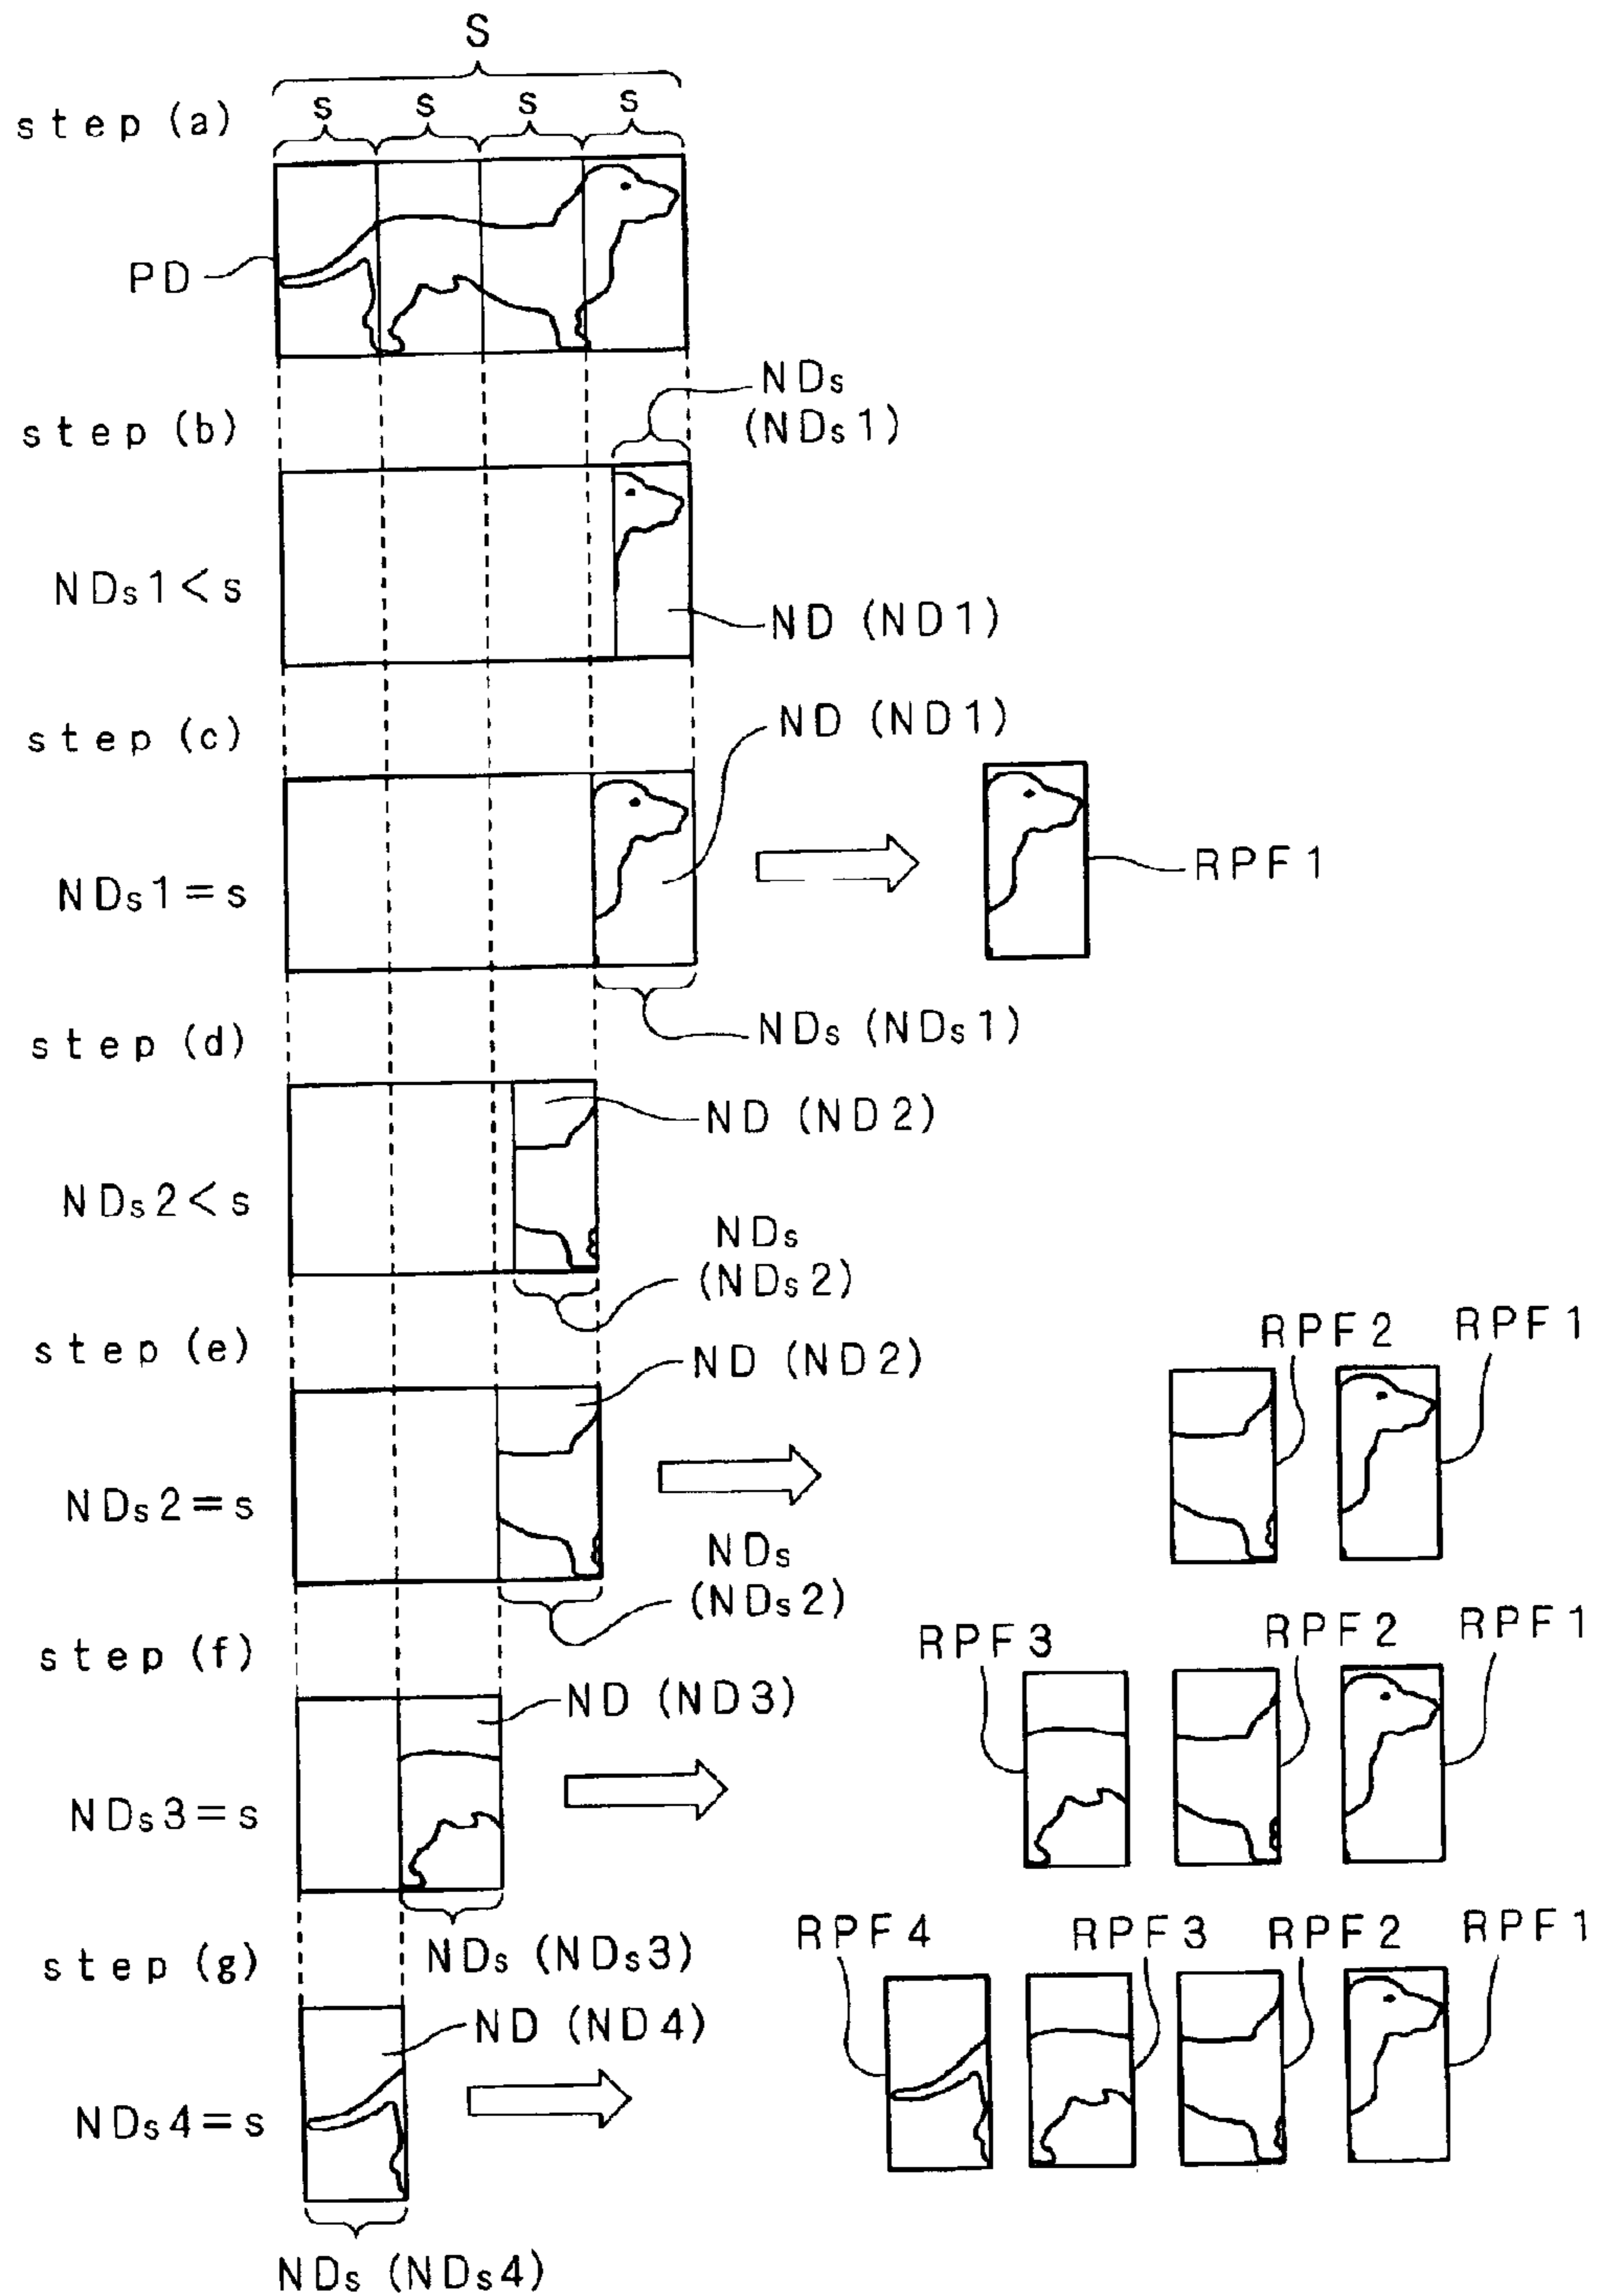 S
s s s s
step (a)
PD
NDs
(NDs1)
step (b)
NDs1<s
ND (ND1)
step (c)
ND (ND1)
NDs1=s
RPF1
NDs (NDs1)
step (d)
ND (ND2)
NDs2<s
NDs
(NDs2)
step (e)
ND (ND2)
RPF2 RPF1
NDs2=s
NDs
(NDs2)
step (f)
RPF3 RPF2 RPF1
ND (ND3)
NDs3=s
NDs (NDs3)
step (g)
RPF4 RPF3 RPF2 RPF1
ND (ND4)
NDs4=s
NDs (NDs4)